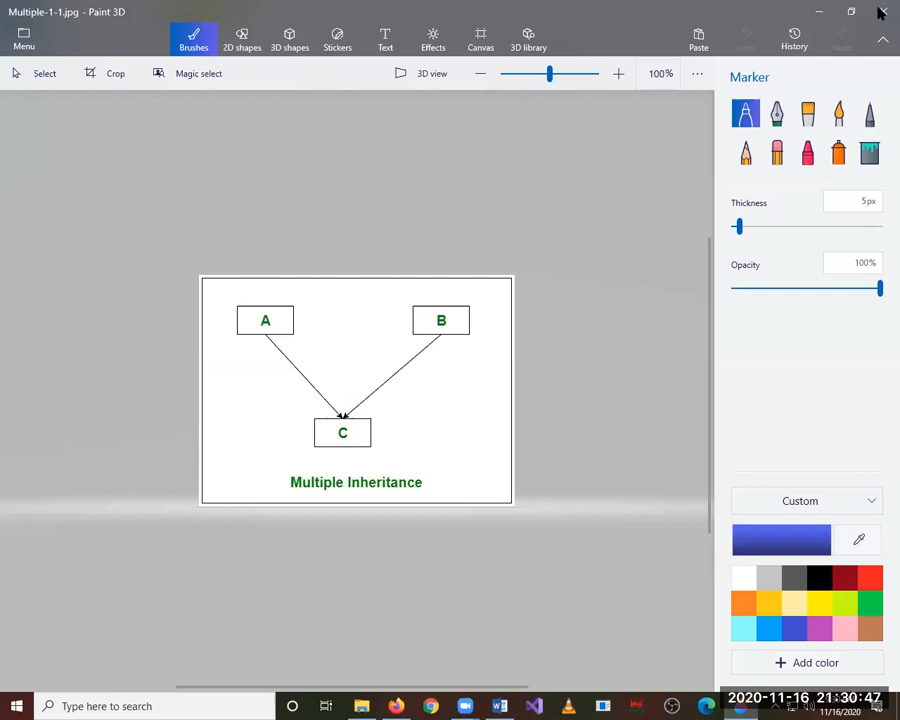 Multiple-1-1.jpg - Paint 3D
Menu
Brushes
2D shapes
3D shapes
Stickers
Text
Effects
Canvas
3D library
Paste
Undo
History
Redo
Select
Crop
Magic select
3D view
100%
Marker
Thickness
5px
Opacity
100%
A
B
C
Multiple Inheritance
Custom
Add color
Type here to search
2020-11-16 21:30:47
11/16/2020